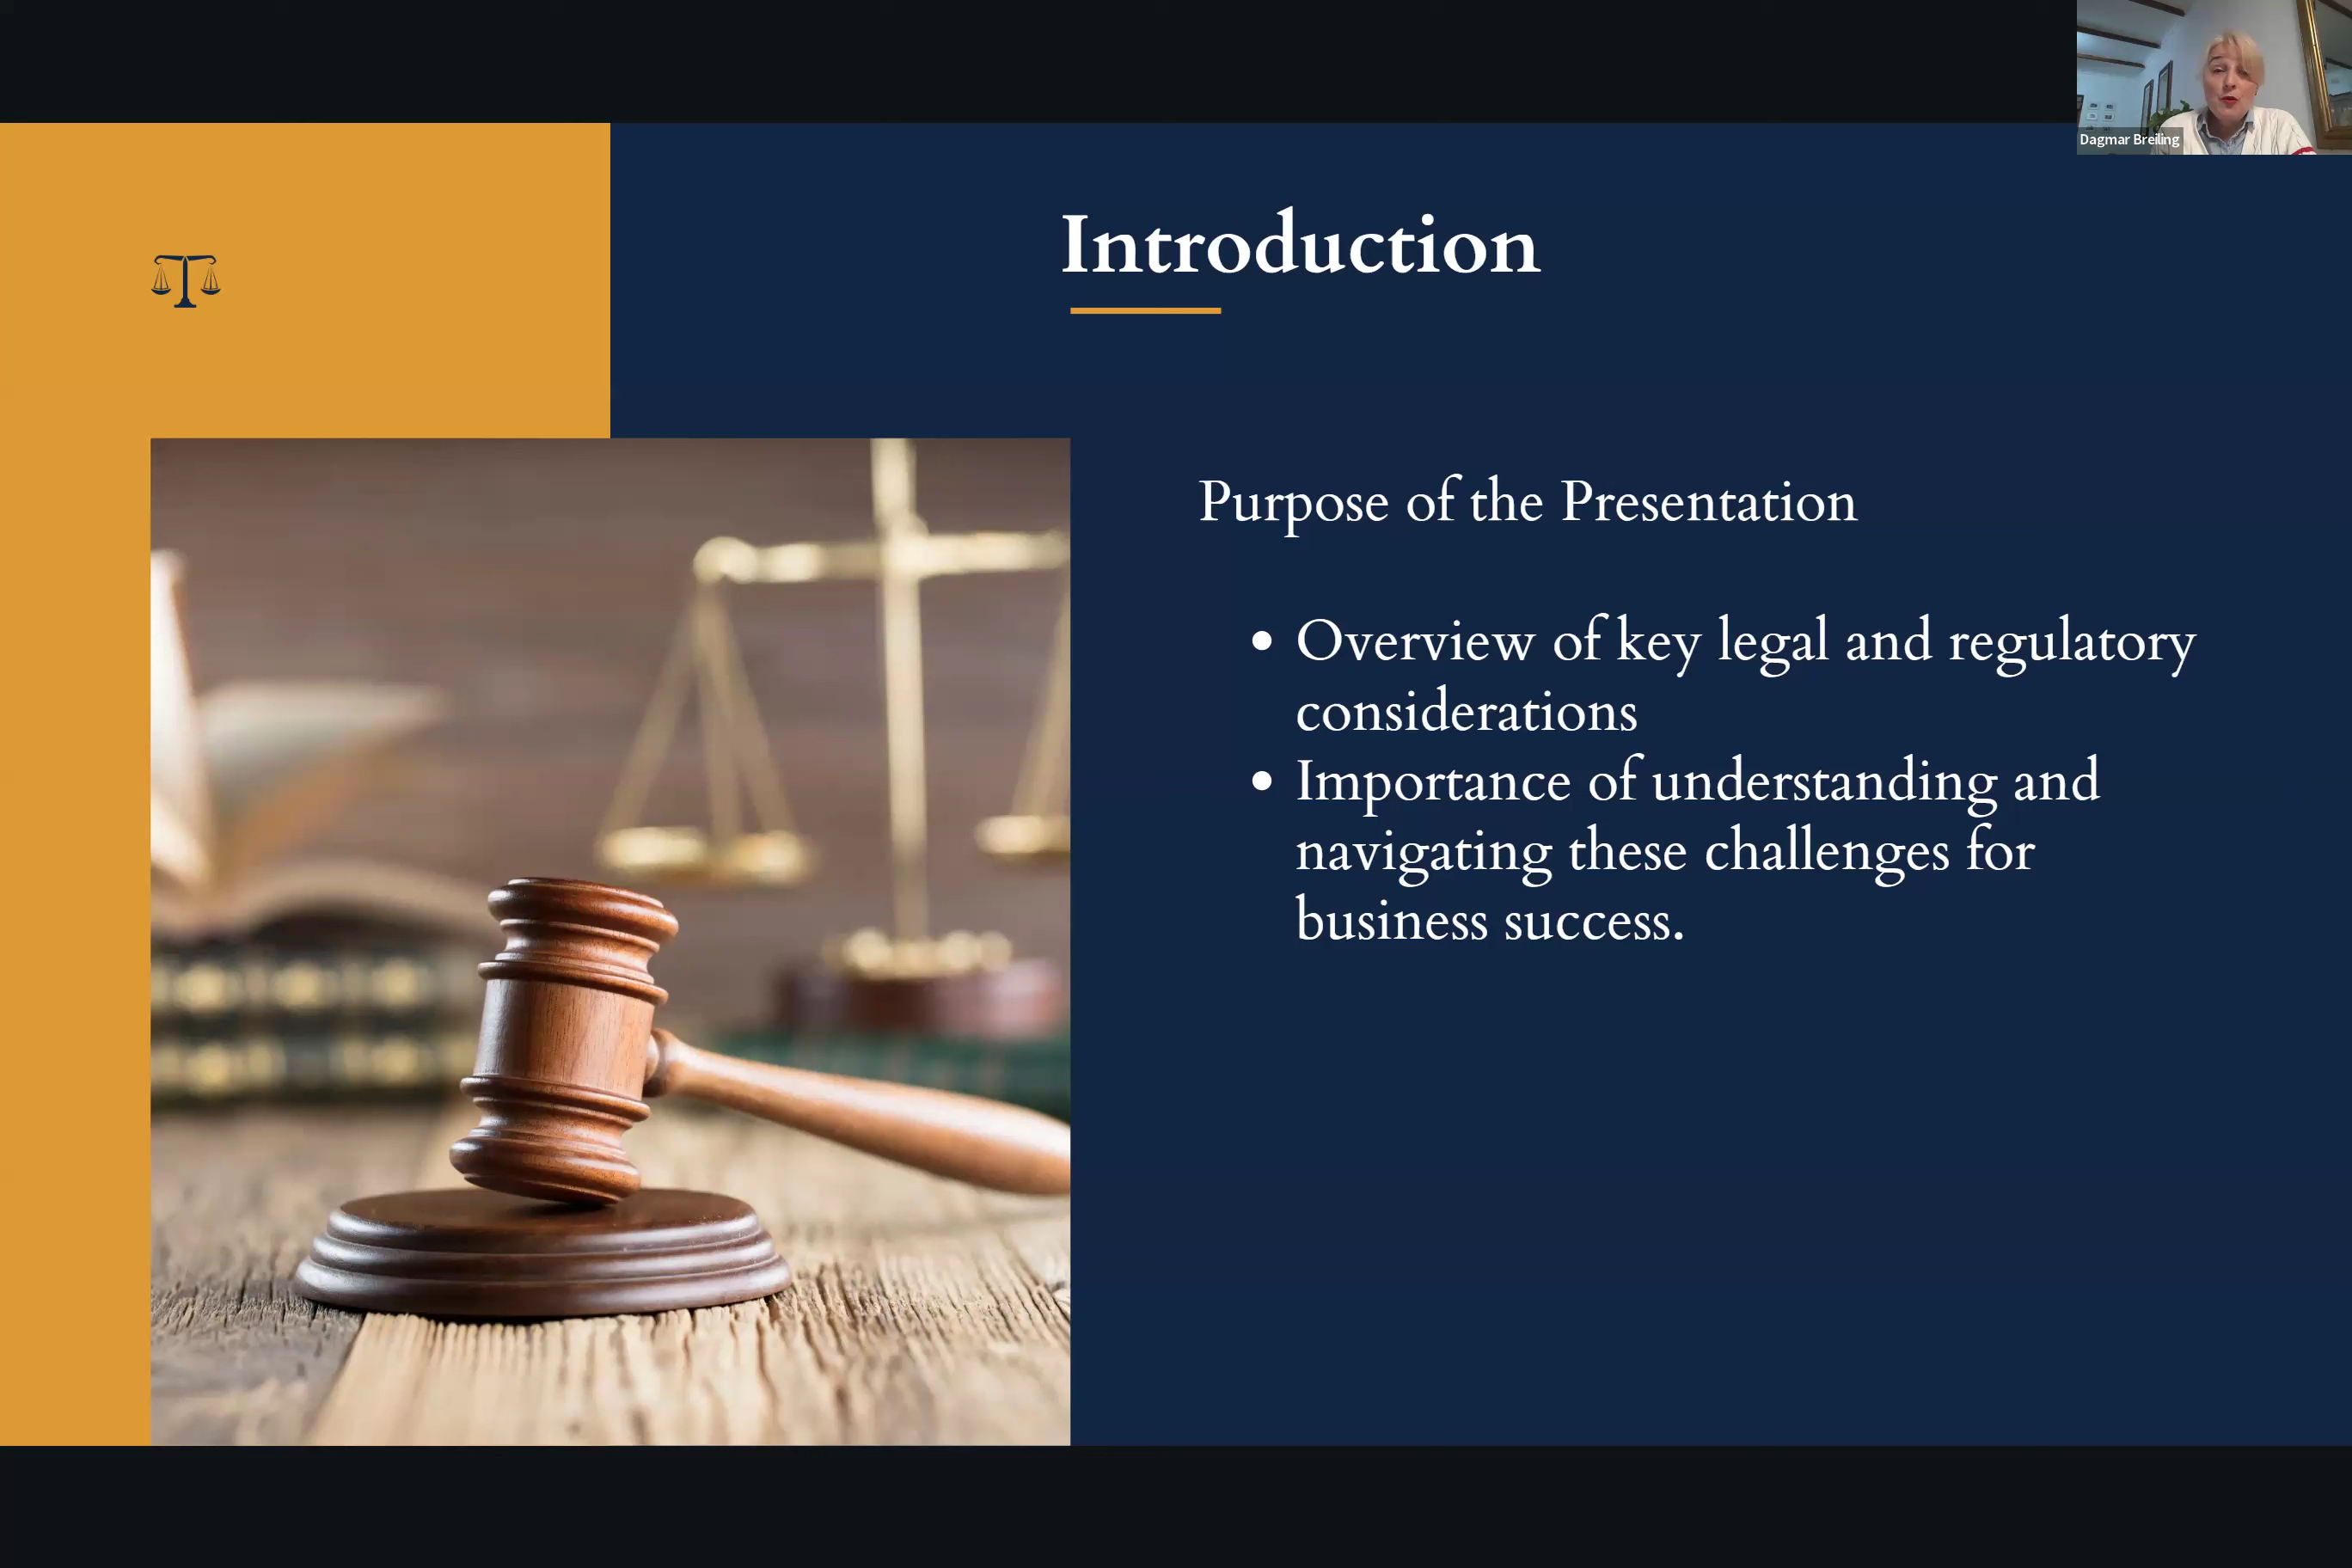 Dagmar Breiling
Introduction
Purpose of the Presentation
• Overview of key legal and regulatory
considerations
• Importance of understanding and
navigating these challenges for
business success.